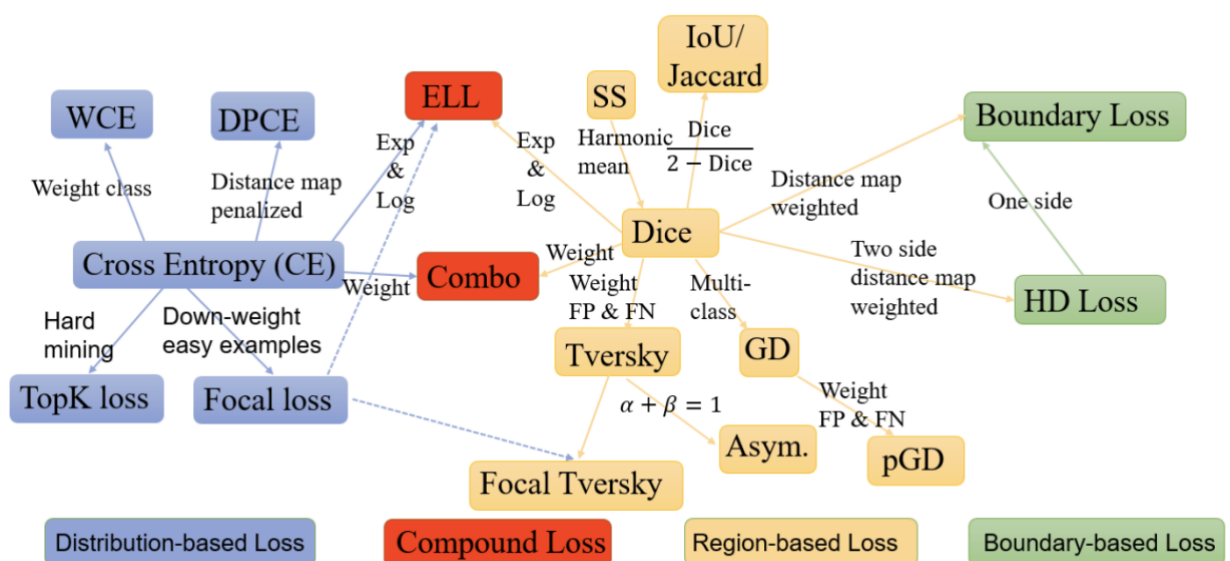 IoU/
Jaccard
WCE
DPCE
ELL
SS
Boundary Loss
Weight class
Distance map
penalized
Exp
&
Log
Exp
&
Log
Harmonic
mean
Dice
2 − Dice
Distance map
weighted
One side
Cross Entropy (CE)
Dice
Weight
Combo
Weight
Weight
FP & FN
Multi-
class
Two side
distance map
weighted
HD Loss
Hard
mining
Down-weight
easy examples
Tversky
GD
TopK loss
Focal loss
α + β = 1
Weight
FP & FN
Asym.
pGD
Focal Tversky
Distribution-based Loss
Compound Loss
Region-based Loss
Boundary-based Loss